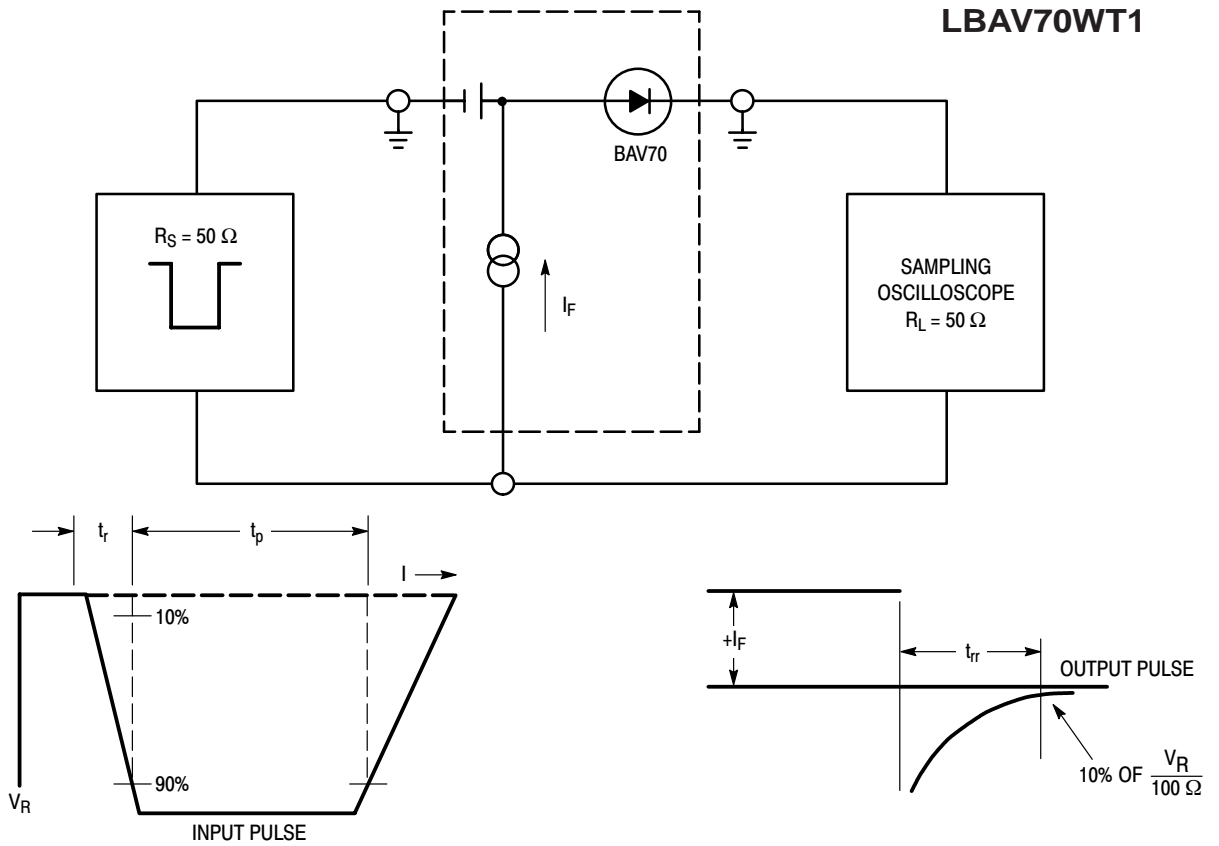 LBAV70WT1
BAV70
R_S = 50 Ω
I_F
SAMPLING
OSCILLOSCOPE
R_L = 50 Ω
t_r
t_p
I
10%
90%
V_R
INPUT PULSE
+I_F
t_rr
OUTPUT PULSE
10% OF V_R / 100 Ω